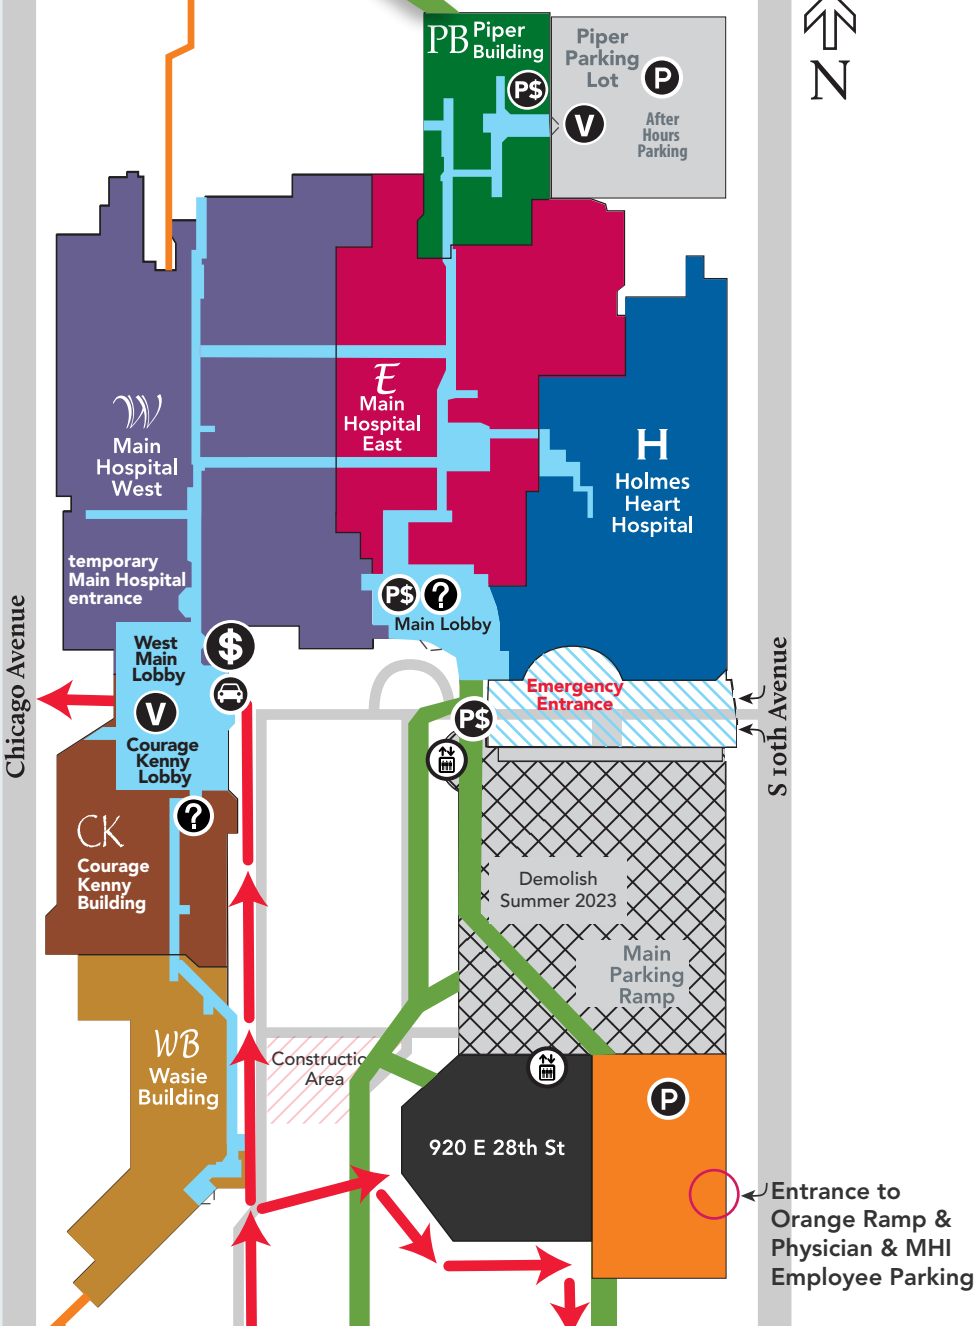 PB Piper
Building
P$
Piper
Parking
Lot
P
V
After
Hours
Parking
N
W
Main
Hospital
West
E
Main
Hospital
East
H
Holmes
Heart
Hospital
temporary
Main Hospital
entrance
P$
?
Main Lobby
Chicago Avenue
West
Main
Lobby
$
V
Courage
Kenny
Lobby
?
Emergency
Entrance
P$
S 10th Avenue
CK
Courage
Kenny
Building
Demolish
Summer 2023
Main
Parking
Ramp
WB
Wasie
Building
Constructio
Area
P
920 E 28th St
Entrance to
Orange Ramp &
Physician & MHI
Employee Parking